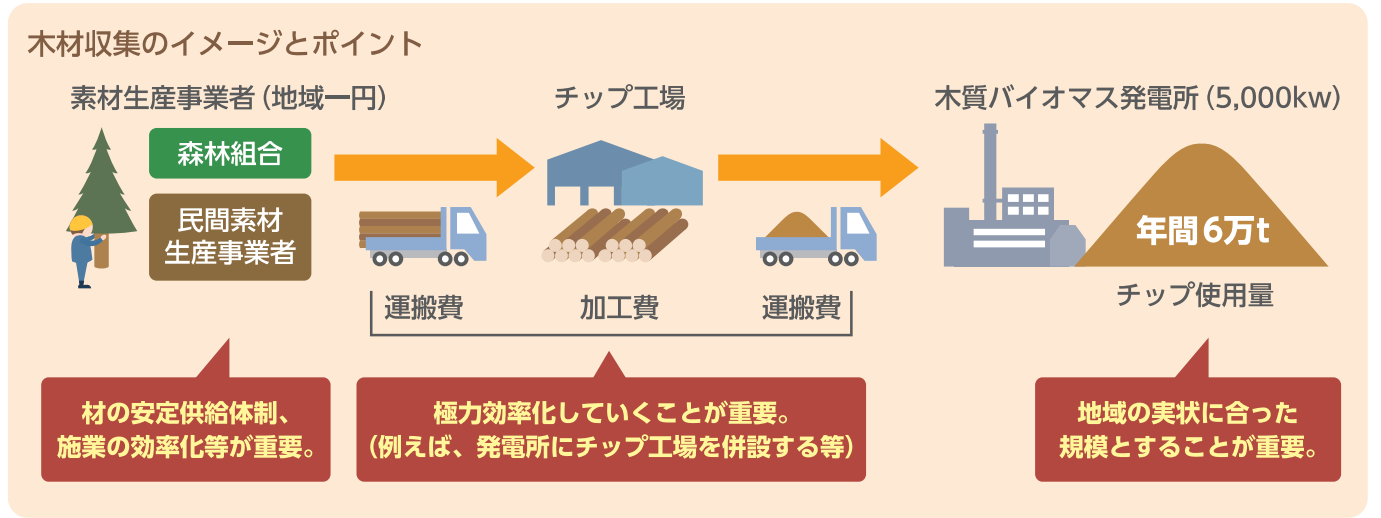 木材収集のイメージとポイント
素材生産事業者（地域一円）
チップ工場
木質バイオマス発電所（5,000kw）
森林組合
民間素材
生産事業者
年間6万t
チップ使用量
運搬費
加工費
運搬費
材の安定供給体制、
施業の効率化等が重要。
極力効率化していくことが重要。
（例えば、発電所にチップ工場を併設する等）
地域の実状に合った
規模とすることが重要。